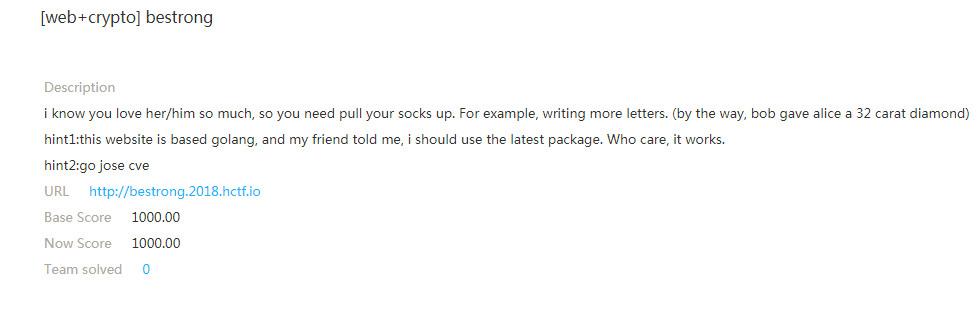 [web+crypto] bestrong
Description
i know you love her/him so much, so you need pull your socks up. For example, writing more letters. (by the way, bob gave alice a 32 carat diamond)
hint1:this website is based golang, and my friend told me, i should use the latest package. Who care, it works.
hint2:go jose cve
URL http://bestrong.2018.hctf.io
Base Score 1000.00
Now Score 1000.00
Team solved 0